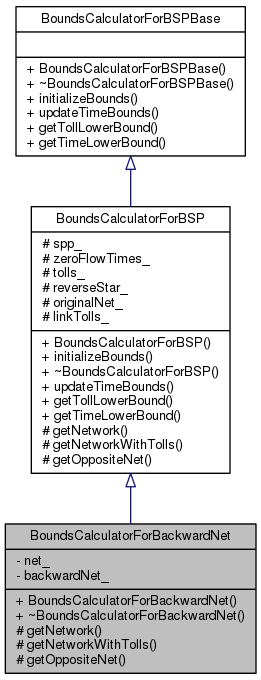 BoundsCalculatorForBSPBase
+ BoundsCalculatorForBSPBase()
+ ~BoundsCalculatorForBSPBase()
+ initializeBounds()
+ updateTimeBounds()
+ getTollLowerBound()
+ getTimeLowerBound()
BoundsCalculatorForBSP
# spp_
# zeroFlowTimes_
# tolls_
# reverseStar_
# originalNet_
# linkTolls_
+ BoundsCalculatorForBSP()
+ initializeBounds()
+ ~BoundsCalculatorForBSP()
+ updateTimeBounds()
+ getTollLowerBound()
+ getTimeLowerBound()
# getNetwork()
# getNetworkWithTolls()
# getOppositeNet()
BoundsCalculatorForBackwardNet
- net_
- backwardNet_
+ BoundsCalculatorForBackwardNet()
+ ~BoundsCalculatorForBackwardNet()
# getNetwork()
# getNetworkWithTolls()
# getOppositeNet()